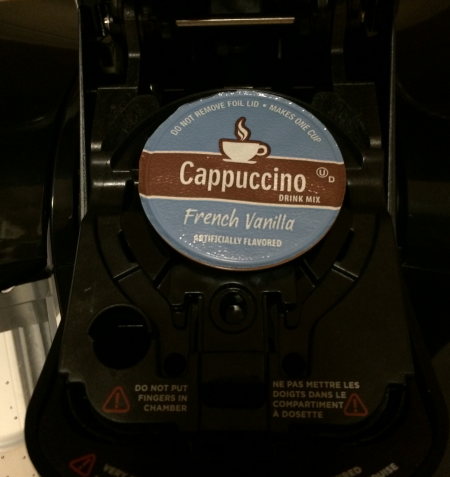 DO NOT REMOVE FOIL LID • MAKES ONE CUP
Cappuccino
U D
DRINK MIX
French Vanilla
ARTIFICIALLY FLAVORED
DO NOT PUT
FINGERS IN
CHAMBER
NE PAS METTRE LES
DOIGTS DANS LE
COMPARTIMENT
À DOSETTE